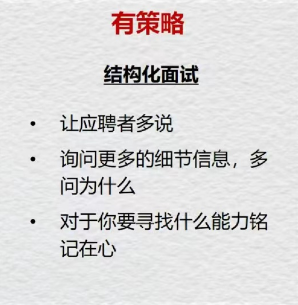 有策略
结构化面试
• 让应聘者多说
• 询问更多的细节信息，多
问为什么
• 对于你要寻找什么能力铭
记在心